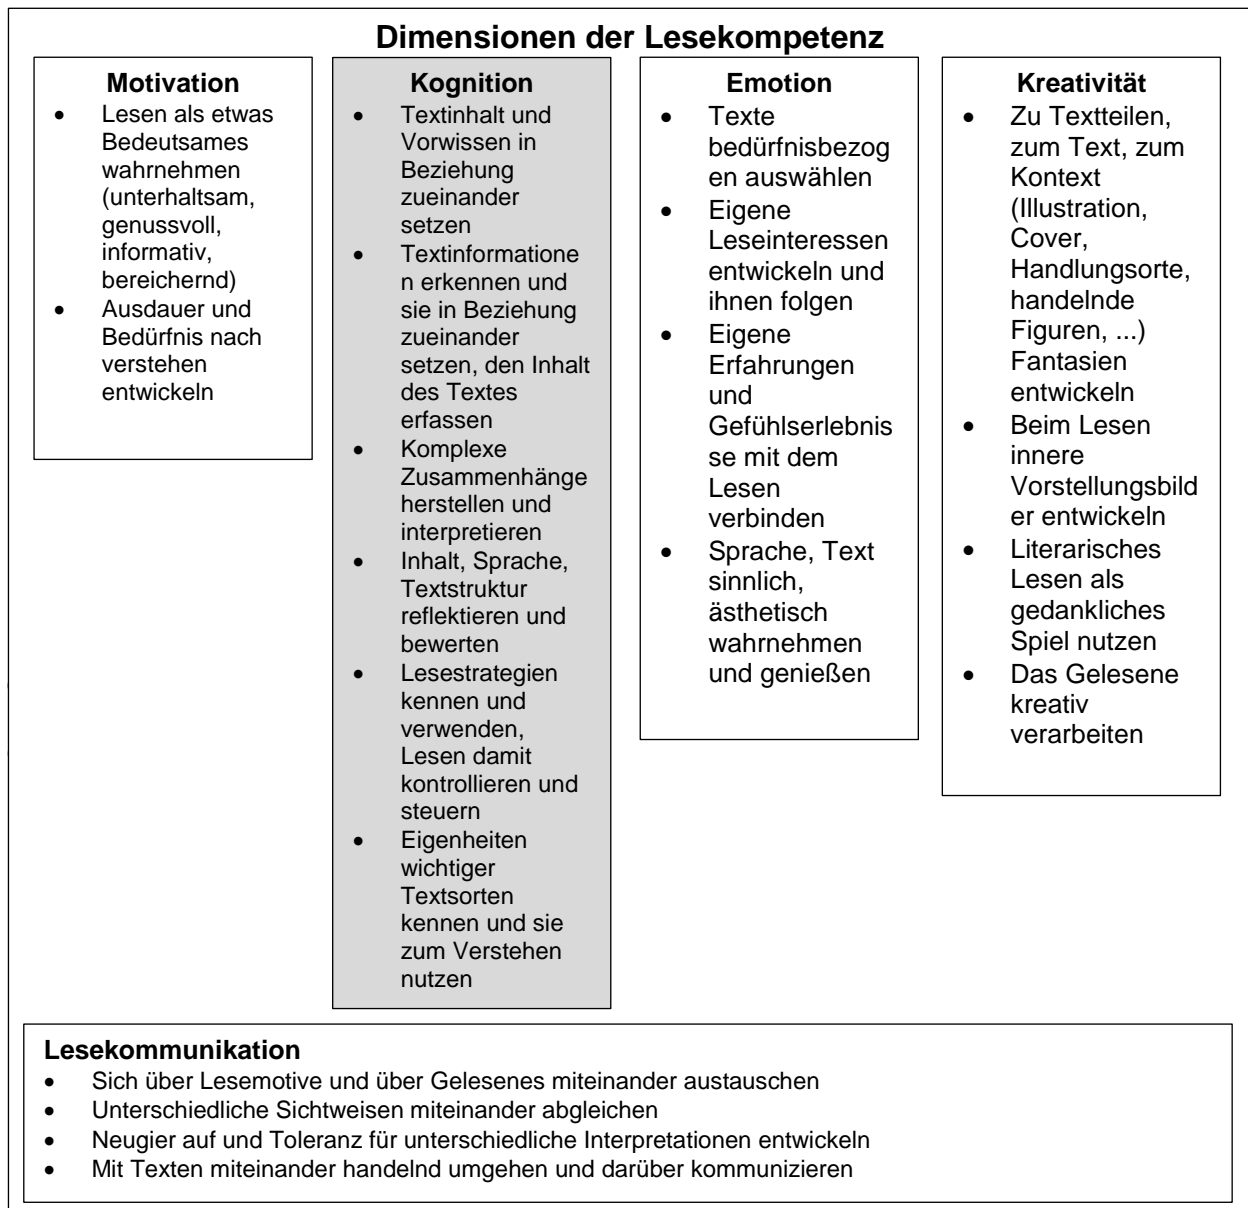 Dimensionen der Lesekompetenz
Motivation
• Lesen als etwas
Bedeutsames
wahrnehmen
(unterhaltsam,
genussvoll,
informativ,
bereichernd)
• Ausdauer und
Bedürfnis nach
verstehen
entwickeln
Kognition
• Textinhalt und
Vorwissen in
Beziehung
zueinander
setzen
• Textinformatione
n erkennen und
sie in Beziehung
zueinander
setzen, den Inhalt
des Textes
erfassen
• Komplexe
Zusammenhänge
herstellen und
interpretieren
• Inhalt, Sprache,
Textstruktur
reflektieren und
bewerten
• Lesestrategien
kennen und
verwenden,
Lesen damit
kontrollieren und
steuern
• Eigenheiten
wichtiger
Textsorten
kennen und sie
zum Verstehen
nutzen
Emotion
• Texte
bedürfnisbezog
en auswählen
• Eigene
Leseinteressen
entwickeln und
ihnen folgen
• Eigene
Erfahrungen
und
Gefühlserlebnis
se mit dem
Lesen
verbinden
• Sprache, Text
sinnlich,
ästhetisch
wahrnehmen
und genießen
Kreativität
• Zu Textteilen,
zum Text, zum
Kontext
(Illustration,
Cover,
Handlungsorte,
handelnde
Figuren, ...)
Fantasien
entwickeln
• Beim Lesen
innere
Vorstellungsbild
er entwickeln
• Literarisches
Lesen als
gedankliches
Spiel nutzen
• Das Gelesene
kreativ
verarbeiten
Lesekommunikation
• Sich über Lesemotive und über Gelesenes miteinander austauschen
• Unterschiedliche Sichtweisen miteinander abgleichen
• Neugier auf und Toleranz für unterschiedliche Interpretationen entwickeln
• Mit Texten miteinander handelnd umgehen und darüber kommunizieren